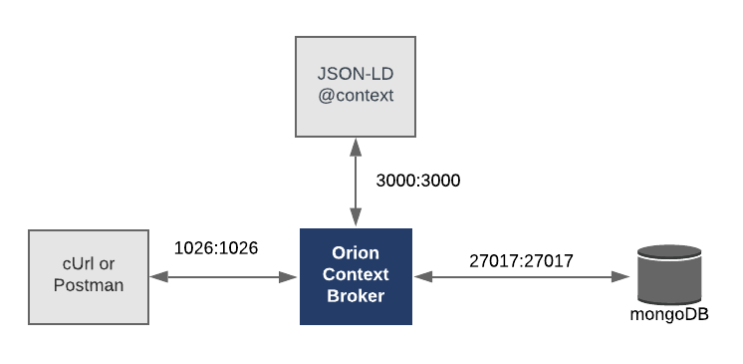 JSON-LD
@context
3000:3000
cUrl or
Postman
1026:1026
Orion
Context
Broker
27017:27017
mongoDB